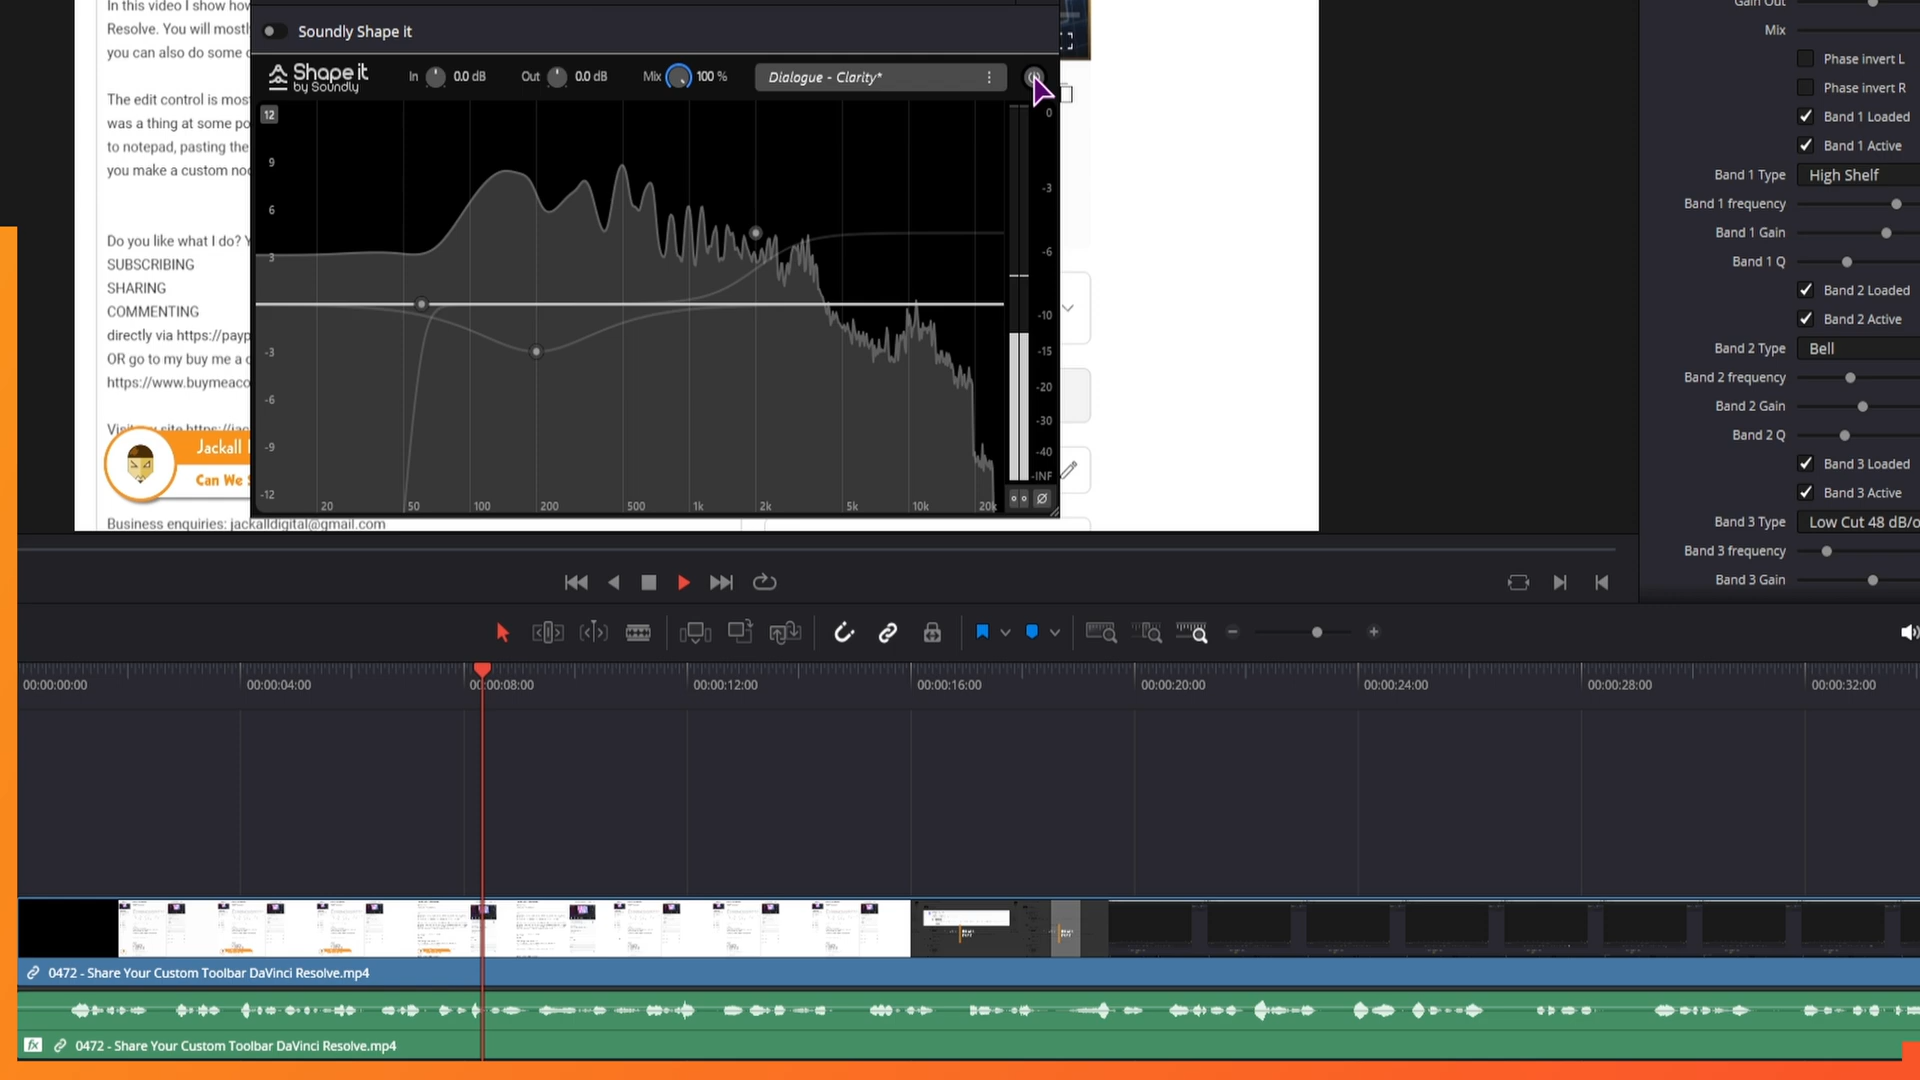 In this video I show how
Resolve. You will mostl
you can also do some c
The edit control is mos
was a thing at some po
to notepad, pasting the
you make a custom noc
Do you like what I do? Y
SUBSCRIBING
SHARING
COMMENTING
directly via https://payp
OR go to my buy me a c
https://www.buymeaco
Jackall
Can We S
Business enquiries: jackalldigital@gmail.com
Soundly Shape it
Shape it
by Soundly
In 0.0 dB Out 0.0 dB Mix 100 % Dialogue - Clarity*
12
9
6
3
-3
-6
-9
-12
20 50 100 200 500 1k 2k 5k 10k 20k
0
-3
-6
-10
-15
-20
-30
-40
-INF
Gain Out
Mix
Phase invert L
Phase invert R
Band 1 Loaded
Band 1 Active
Band 1 Type High Shelf
Band 1 frequency
Band 1 Gain
Band 1 Q
Band 2 Loaded
Band 2 Active
Band 2 Type Bell
Band 2 frequency
Band 2 Gain
Band 2 Q
Band 3 Loaded
Band 3 Active
Band 3 Type Low Cut 48 dB/o
Band 3 frequency
Band 3 Gain
00:00:00:00 00:00:04:00 00:00:08:00 00:00:12:00 00:00:16:00 00:00:20:00 00:00:24:00 00:00:28:00 00:00:32:00
0472 - Share Your Custom Toolbar DaVinci Resolve.mp4
fx 0472 - Share Your Custom Toolbar DaVinci Resolve.mp4